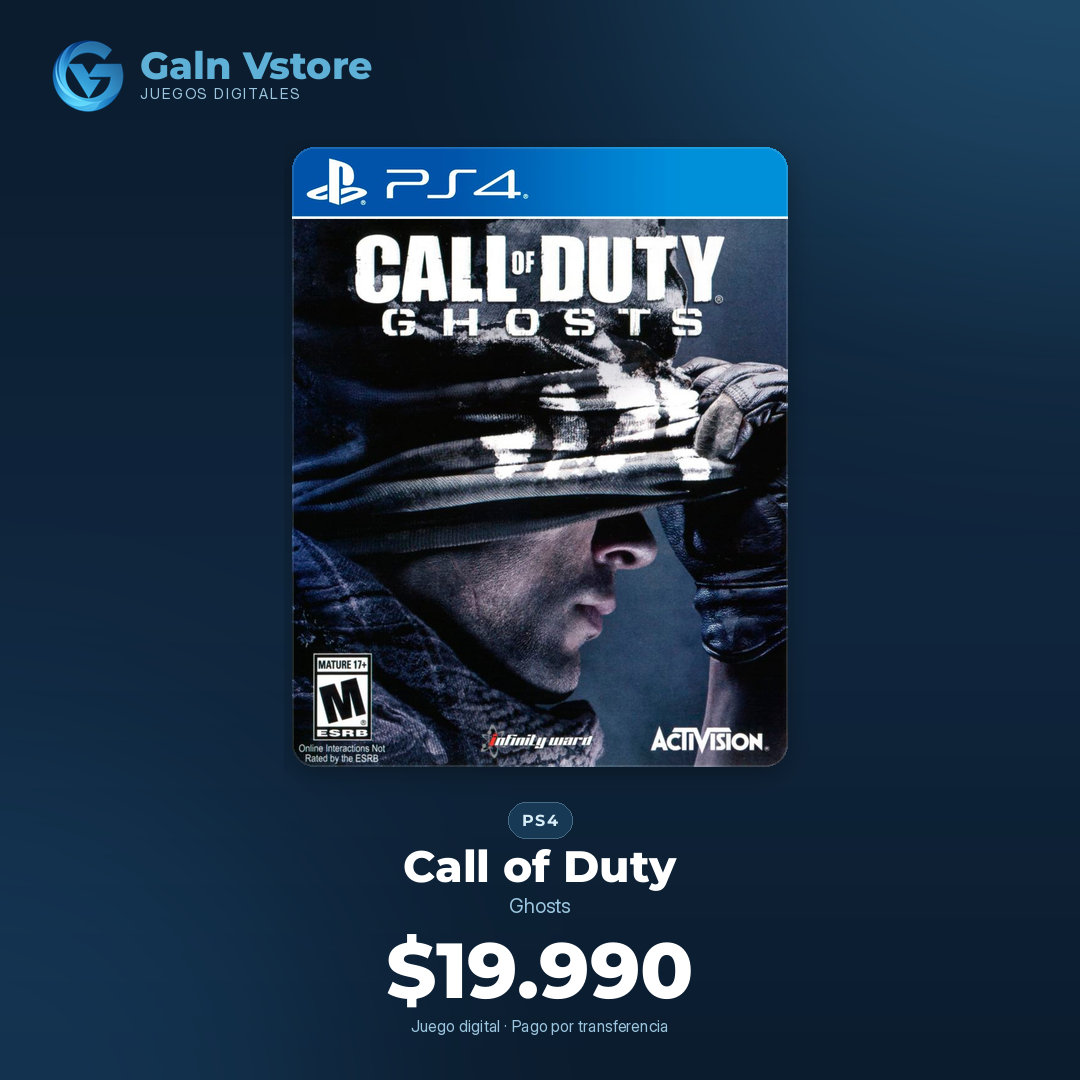 Galn Vstore
JUEGOS DIGITALES
PS4
CALL OF DUTY
GHOSTS
MATURE 17+
M
ESRB
Online Interactions Not
Rated by the ESRB
infinity ward
ACTIVISION
PS4
Call of Duty
Ghosts
$19.990
Juego digital · Pago por transferencia